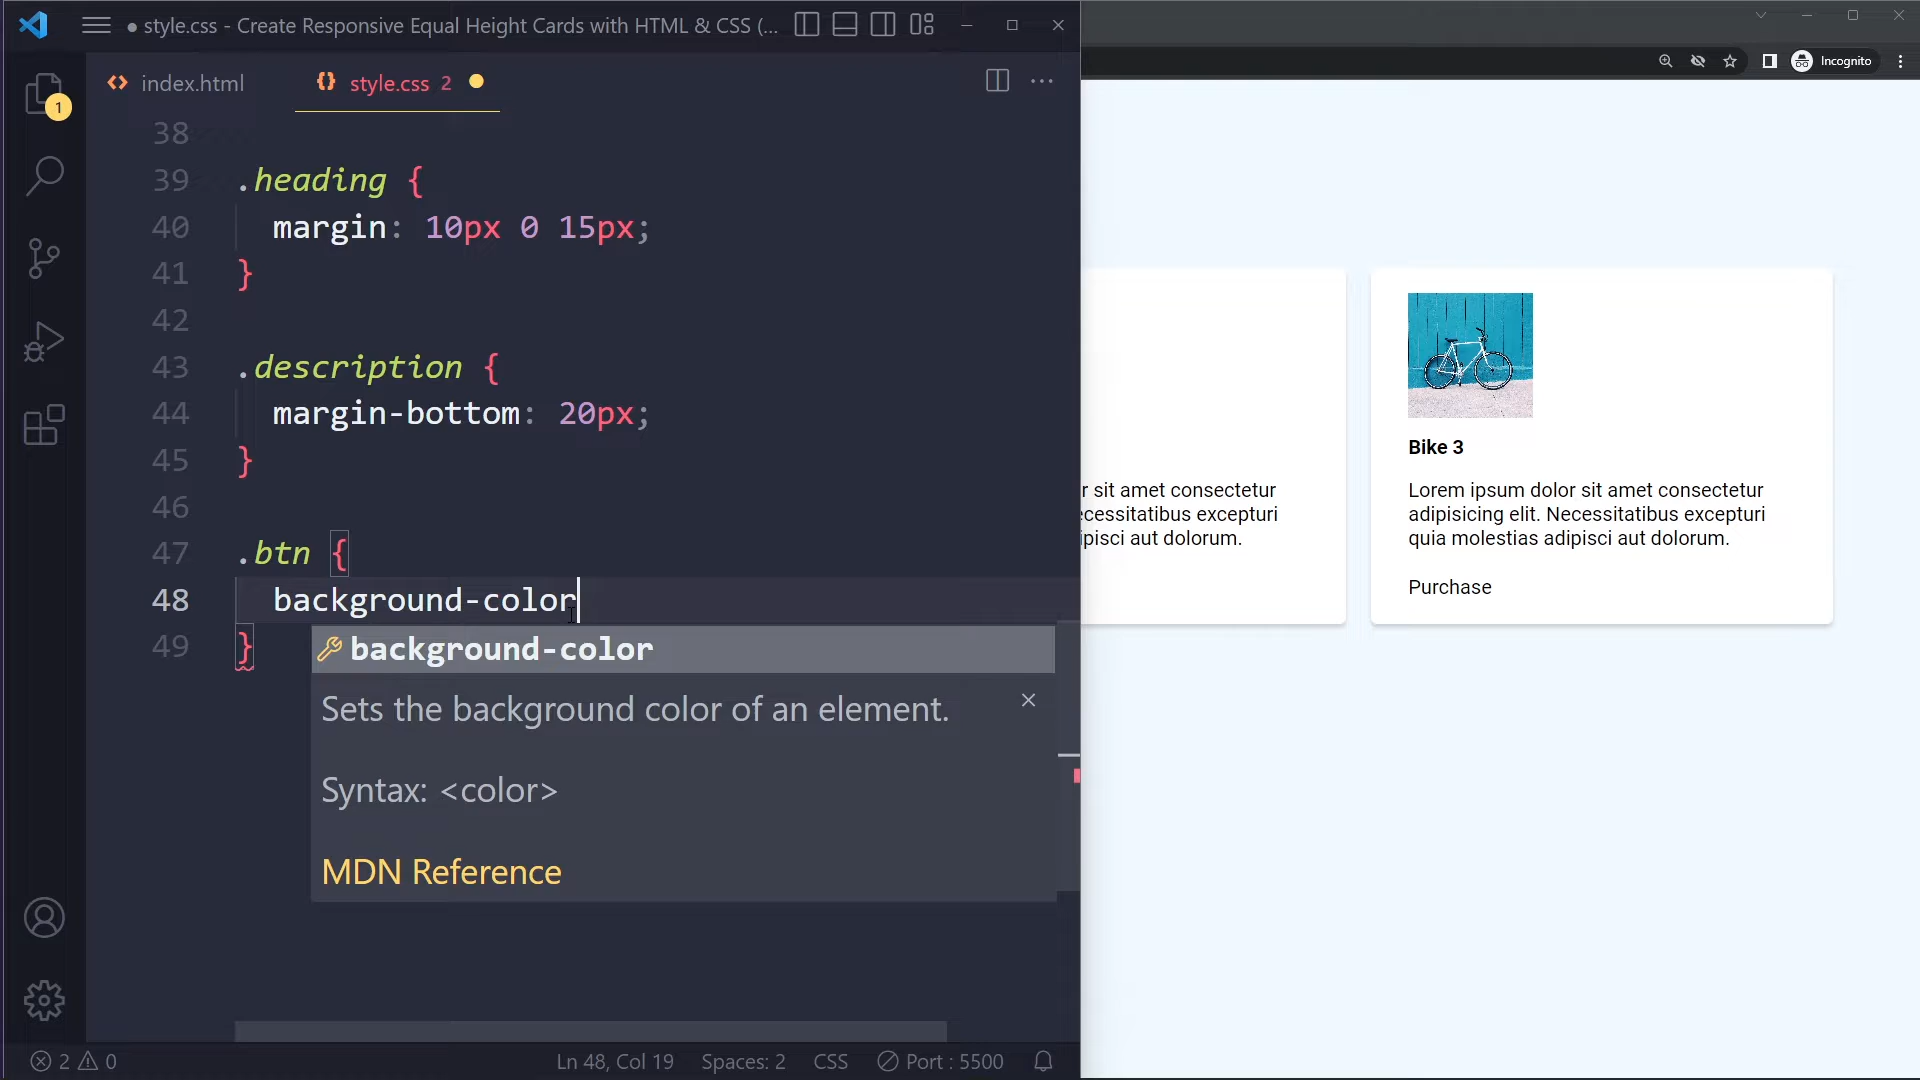 ● style.css - Create Responsive Equal Height Cards with HTML & CSS (...
Incognito
1
index.html
style.css 2
38
39 .heading {
40 margin: 10px 0 15px;
41 }
42
43 .description {
44 margin-bottom: 20px;
45 }
46
47 .btn {
48 background-color
49 }
background-color
Sets the background color of an element.
Syntax: <color>
MDN Reference
r sit amet consectetur
ecessitatibus excepturi
ipisci aut dolorum.
Bike 3
Lorem ipsum dolor sit amet consectetur
adipisicing elit. Necessitatibus excepturi
quia molestias adipisci aut dolorum.
Purchase
2 0 Ln 48, Col 19 Spaces: 2 CSS Port : 5500